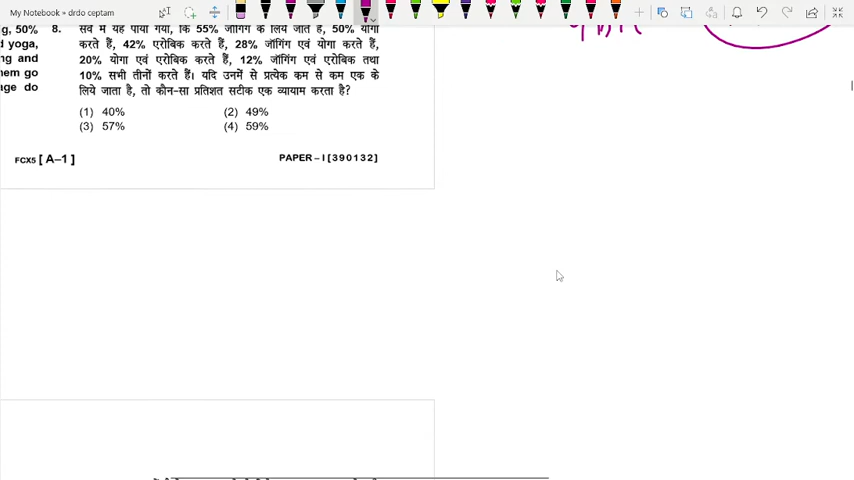 My Notebook » drdo ceptam
ng, 50%
d yoga,
ng and
hem go
age do
8. सर्वे में यह पाया गया, कि 55% जॉगिंग के लिये जाते हैं, 50% योगा
करते हैं, 42% एरोबिक करते हैं, 28% जॉगिंग एवं योगा करते हैं,
20% योगा एवं एरोबिक करते हैं, 12% जॉगिंग एवं एरोबिक तथा
10% सभी तीनों करते हैं। यदि उनमें से प्रत्येक कम से कम एक के
लिये जाता है, तो कौन-सा प्रतिशत सटीक एक व्यायाम करता है?
(1) 40% (2) 49%
(3) 57% (4) 59%
FCX5 [ A–1 ] PAPER – I [390132]